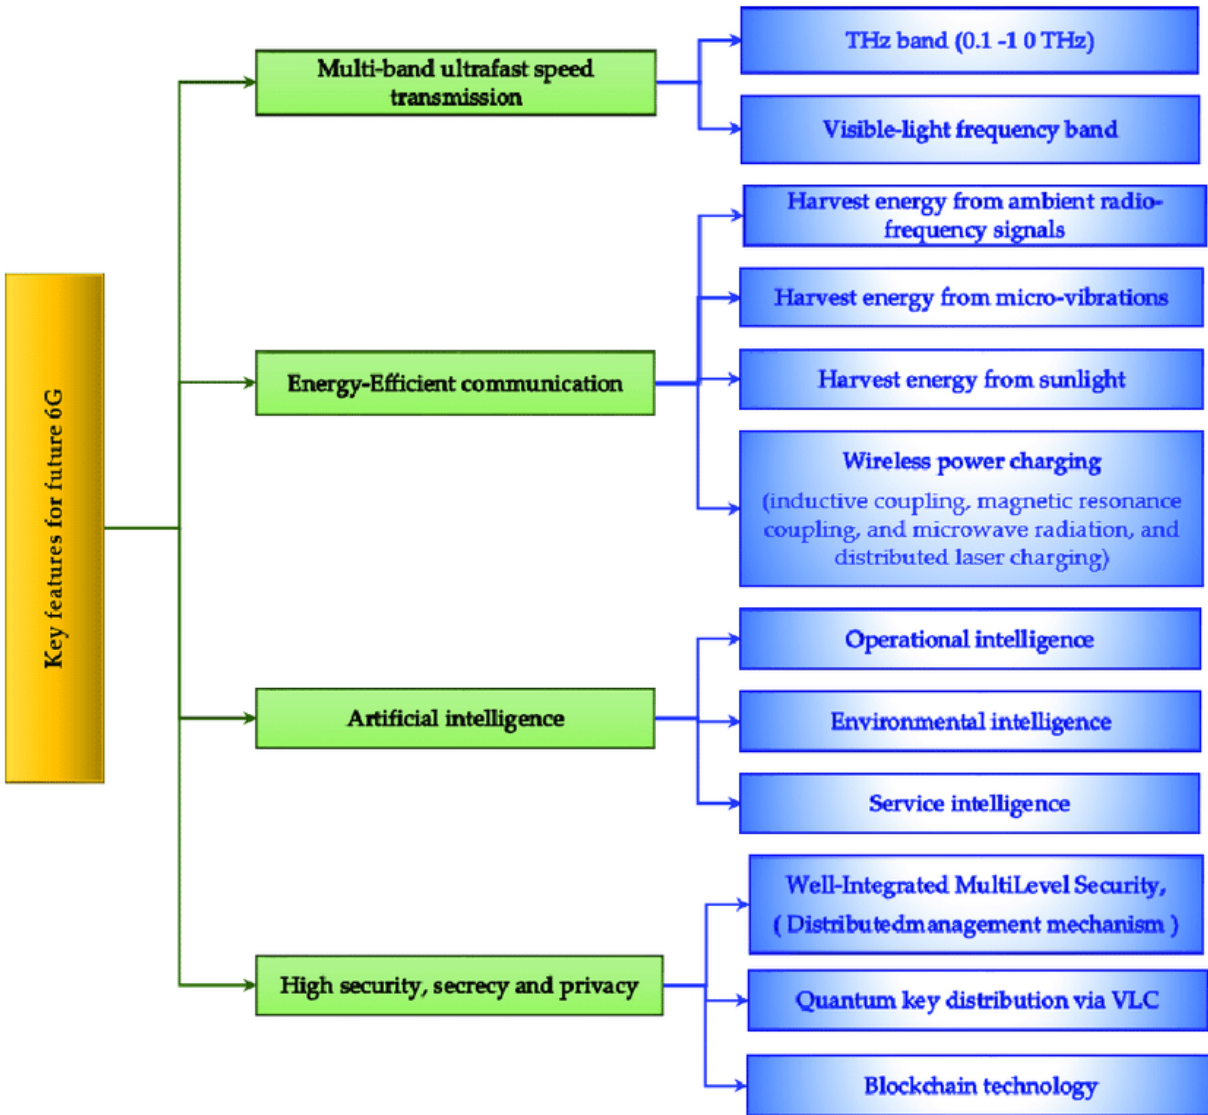 Key features for future 6G
Multi-band ultrafast speed
transmission
THz band (0.1 -1 0 THz)
Visible-light frequency band
Energy-Efficient communication
Harvest energy from ambient radio-
frequency signals
Harvest energy from micro-vibrations
Harvest energy from sunlight
Wireless power charging
(inductive coupling, magnetic resonance
coupling, and microwave radiation, and
distributed laser charging)
Artificial intelligence
Operational intelligence
Environmental intelligence
Service intelligence
High security, secrecy and privacy
Well-Integrated MultiLevel Security,
( Distributedmanagement mechanism )
Quantum key distribution via VLC
Blockchain technology